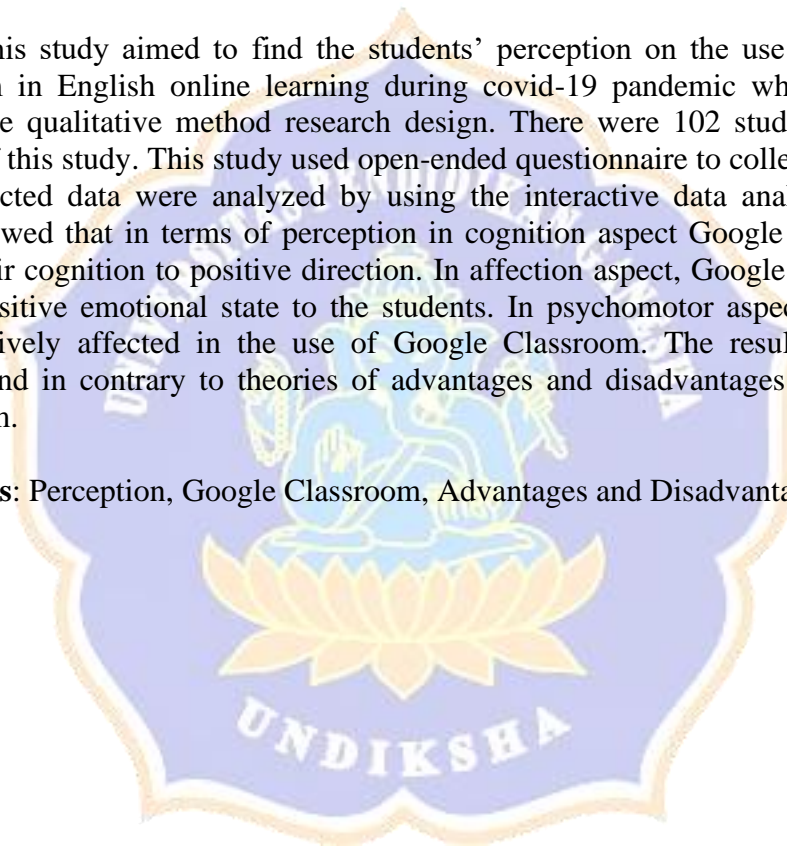 his study aimed to find the students' perception on the use
in English online learning during covid-19 pandemic wh
e qualitative method research design. There were 102 stud
f this study. This study used open-ended questionnaire to colle
ected data were analyzed by using the interactive data anal
wed that in terms of perception in cognition aspect Google
ir cognition to positive direction. In affection aspect, Google
sitive emotional state to the students. In psychomotor aspec
ively affected in the use of Google Classroom. The resul
nd in contrary to theories of advantages and disadvantages
n.
s: Perception, Google Classroom, Advantages and Disadvanta
UNIVERSITAS PENDIDIKAN GANESHA
UNDIKSHA